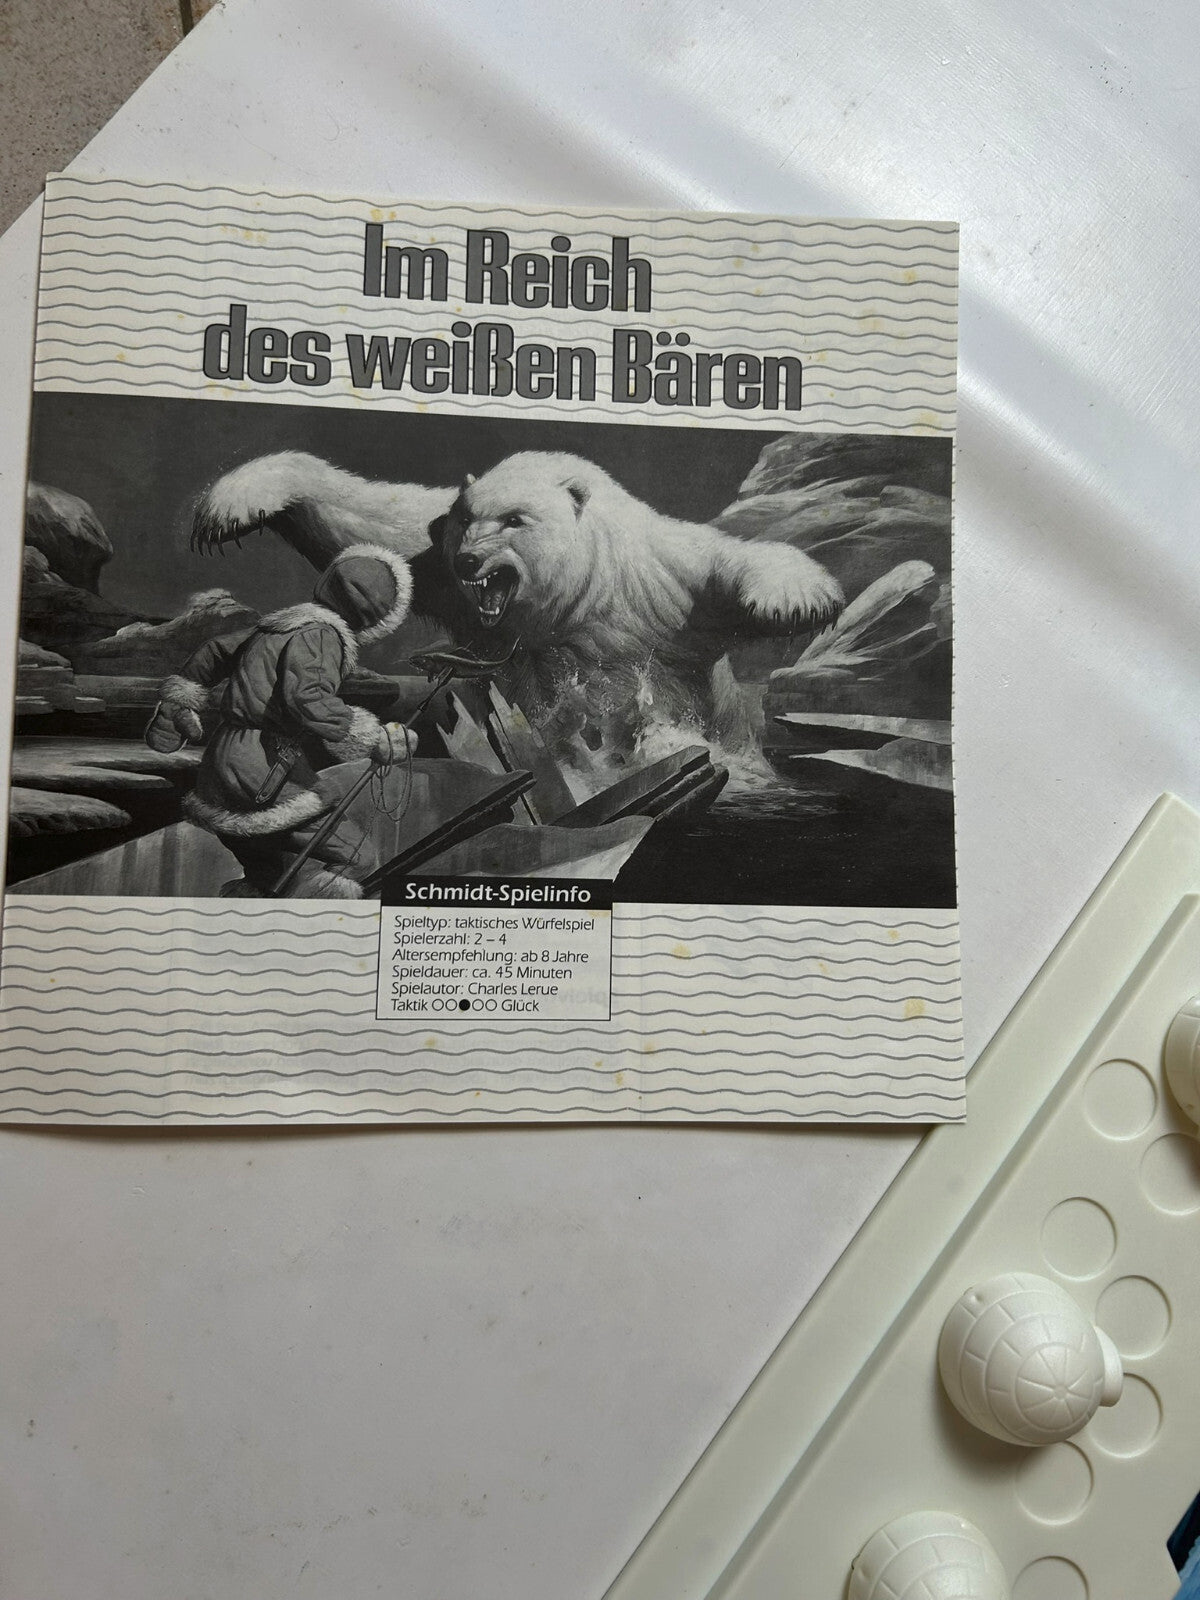 Im Reich
des weißen Bären
Schmidt-Spielinfo
Spieltyp: taktisches Würfelspiel
Spielerzahl: 2 – 4
Altersempfehlung: ab 8 Jahre
Spieldauer: ca. 45 Minuten
Spielautor: Charles Lerue
Taktik ○○●○○ Glück